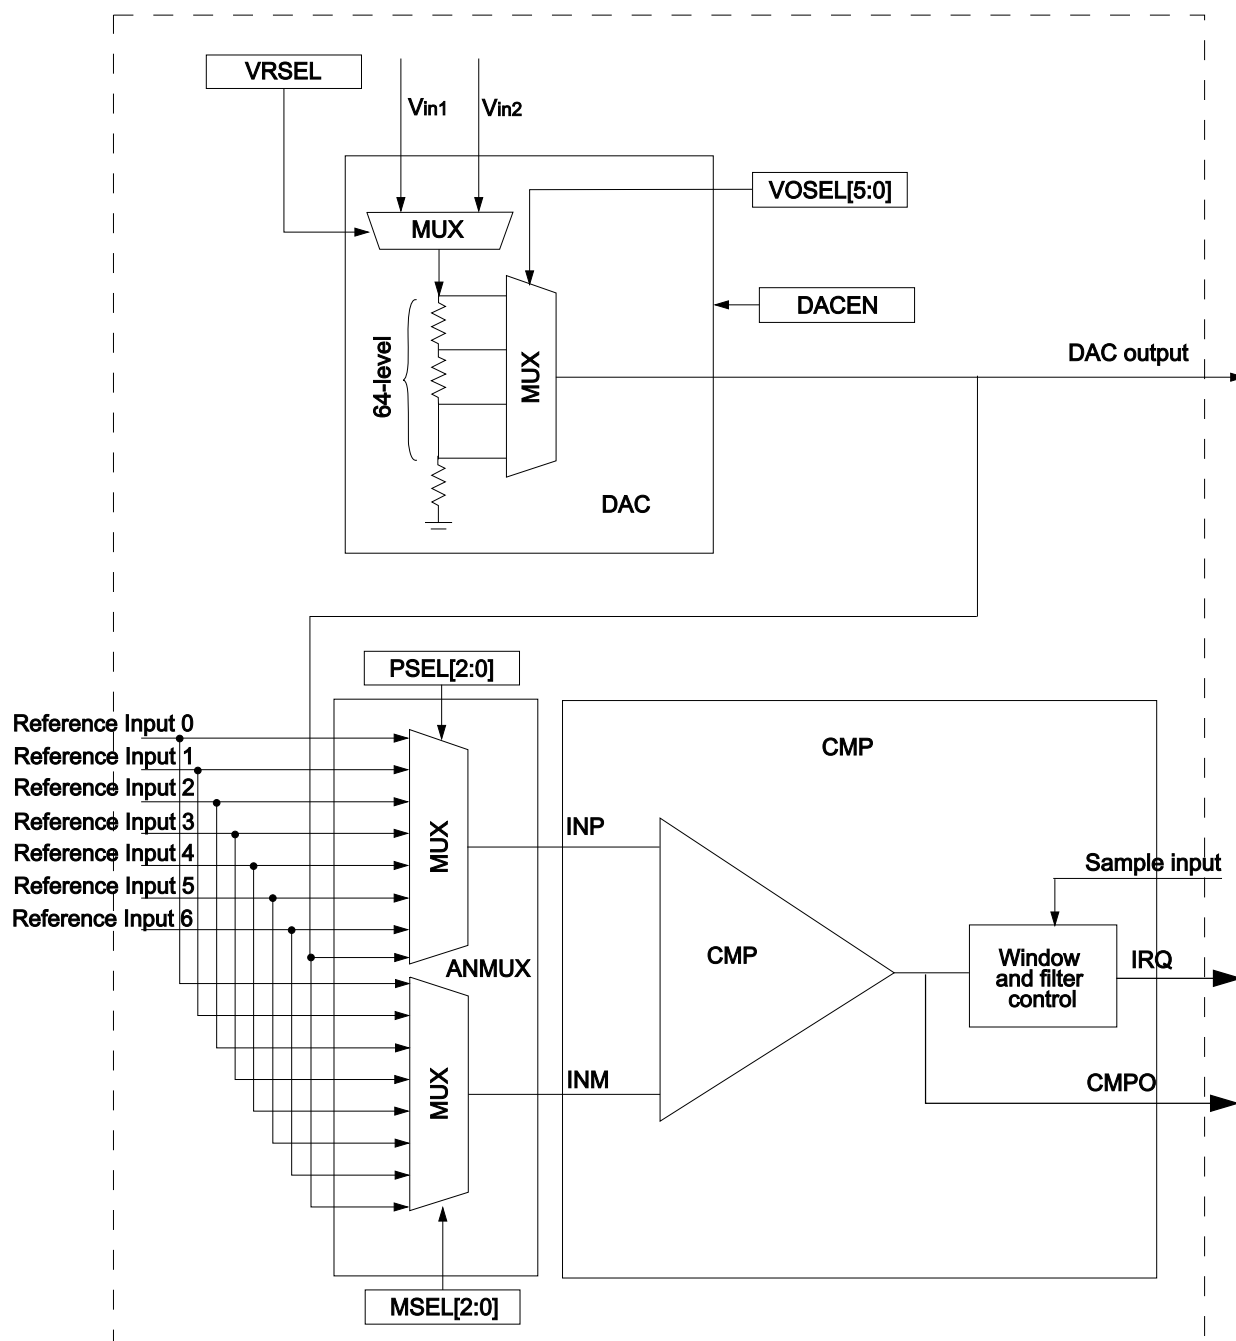 VRSEL
Vin1
Vin2
VOSEL[5:0]
MUX
DACEN
64-level
MUX
DAC output
DAC
PSEL[2:0]
Reference Input 0
Reference Input 1
Reference Input 2
Reference Input 3
Reference Input 4
Reference Input 5
Reference Input 6
MUX
ANMUX
MUX
MSEL[2:0]
INP
INM
CMP
CMP
Sample input
Window
and filter
control
IRQ
CMPO